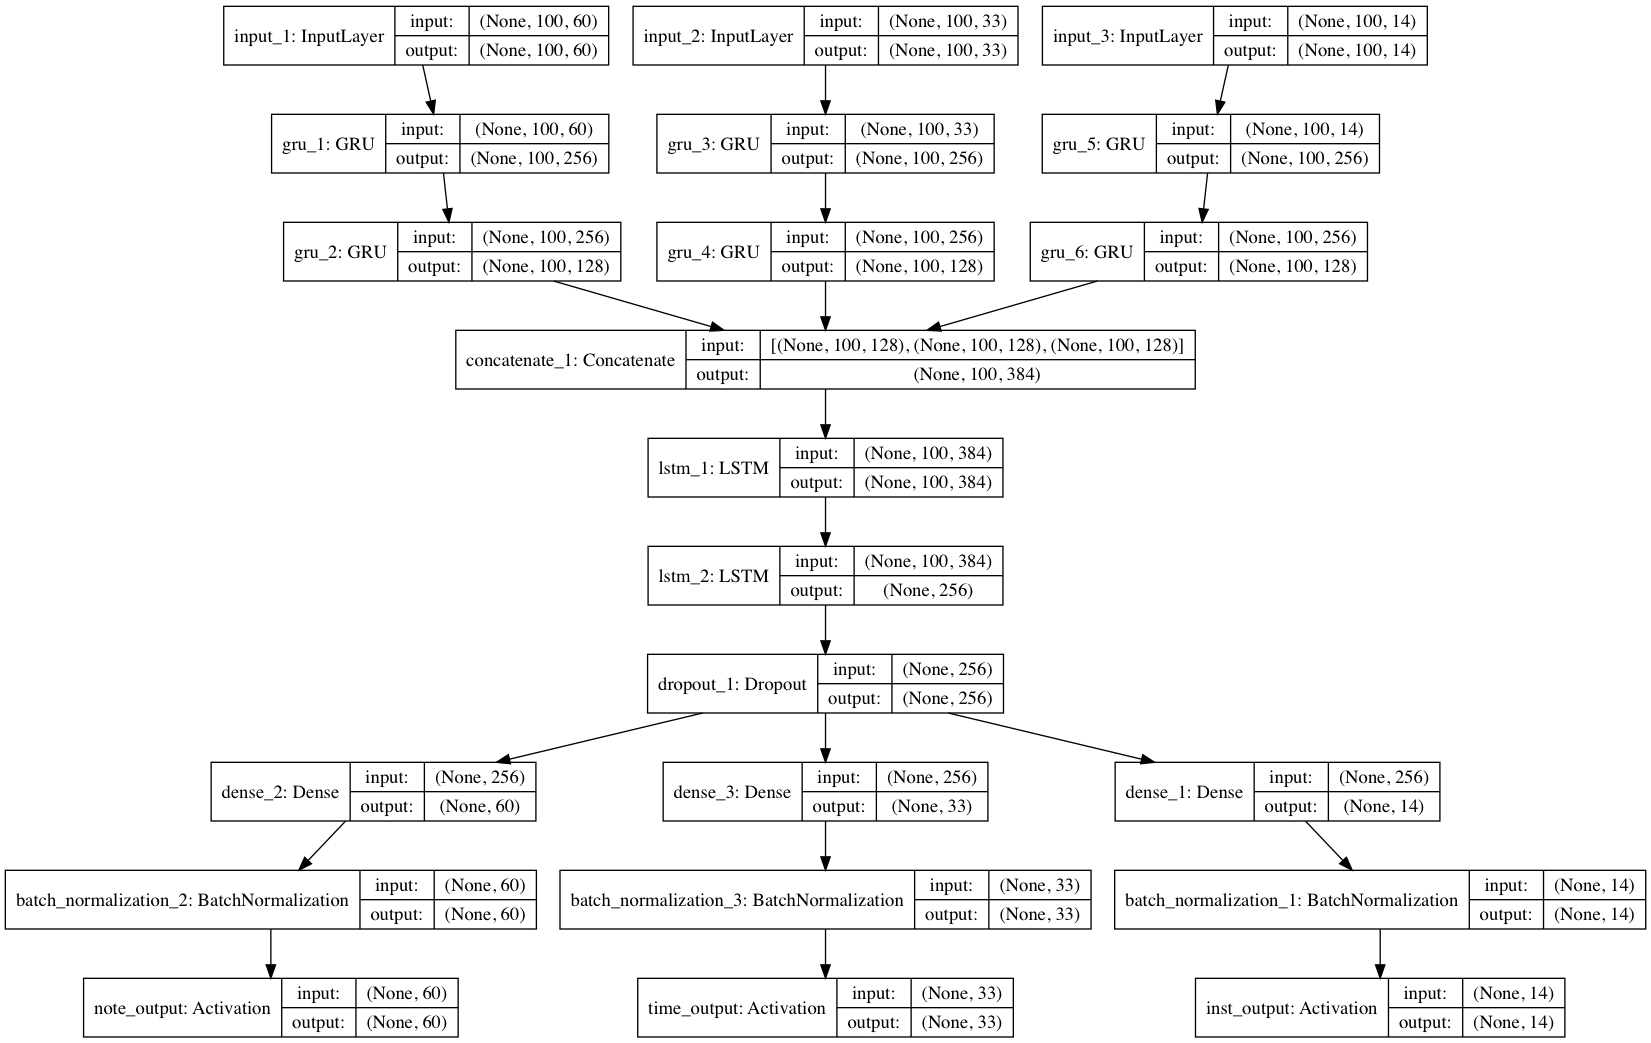 input_1: InputLayer
input: (None, 100, 60)
output: (None, 100, 60)
input_2: InputLayer
input: (None, 100, 33)
output: (None, 100, 33)
input_3: InputLayer
input: (None, 100, 14)
output: (None, 100, 14)
gru_1: GRU
input: (None, 100, 60)
output: (None, 100, 256)
gru_3: GRU
input: (None, 100, 33)
output: (None, 100, 256)
gru_5: GRU
input: (None, 100, 14)
output: (None, 100, 256)
gru_2: GRU
input: (None, 100, 256)
output: (None, 100, 128)
gru_4: GRU
input: (None, 100, 256)
output: (None, 100, 128)
gru_6: GRU
input: (None, 100, 256)
output: (None, 100, 128)
concatenate_1: Concatenate
input: [(None, 100, 128), (None, 100, 128), (None, 100, 128)]
output: (None, 100, 384)
lstm_1: LSTM
input: (None, 100, 384)
output: (None, 100, 384)
lstm_2: LSTM
input: (None, 100, 384)
output: (None, 256)
dropout_1: Dropout
input: (None, 256)
output: (None, 256)
dense_2: Dense
input: (None, 256)
output: (None, 60)
dense_3: Dense
input: (None, 256)
output: (None, 33)
dense_1: Dense
input: (None, 256)
output: (None, 14)
batch_normalization_2: BatchNormalization
input: (None, 60)
output: (None, 60)
batch_normalization_3: BatchNormalization
input: (None, 33)
output: (None, 33)
batch_normalization_1: BatchNormalization
input: (None, 14)
output: (None, 14)
note_output: Activation
input: (None, 60)
output: (None, 60)
time_output: Activation
input: (None, 33)
output: (None, 33)
inst_output: Activation
input: (None, 14)
output: (None, 14)